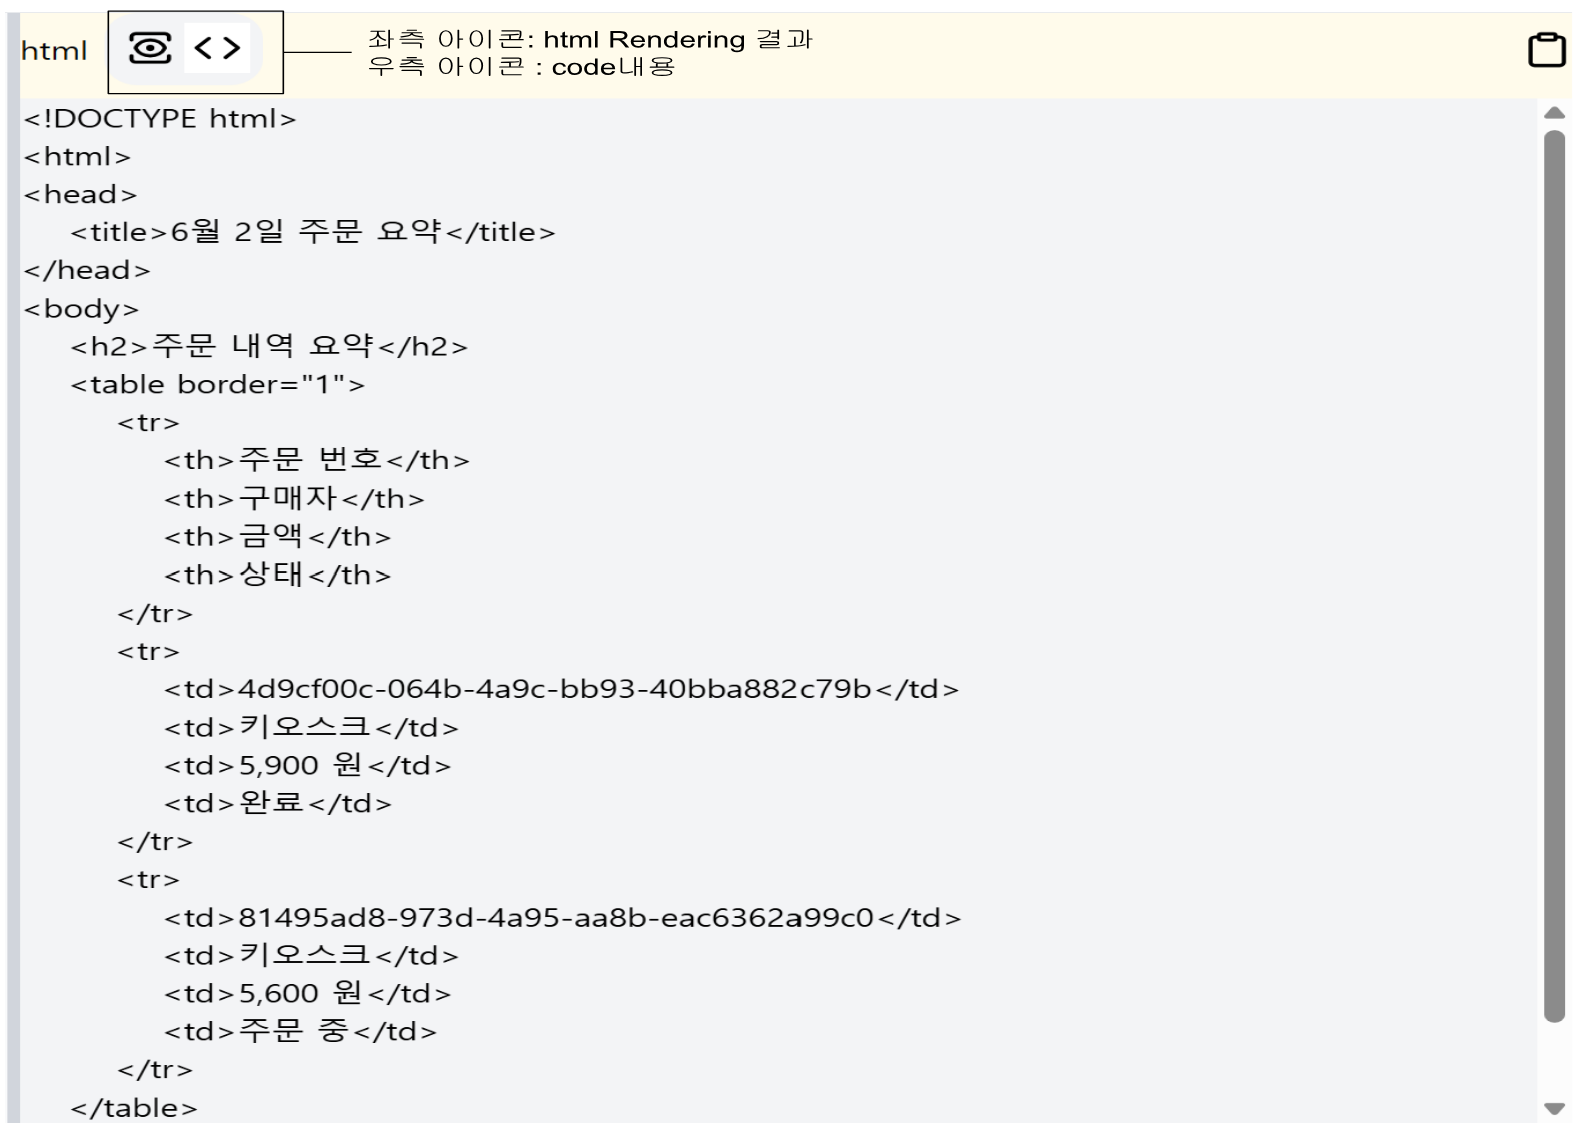 html
좌측 아이콘: html Rendering 결과
우측 아이콘 : code내용
<!DOCTYPE html>
<html>
<head>
<title>6월 2일 주문 요약</title>
</head>
<body>
<h2>주문 내역 요약</h2>
<table border="1">
<tr>
<th>주문 번호</th>
<th>구매자</th>
<th>금액</th>
<th>상태</th>
</tr>
<tr>
<td>4d9cf00c-064b-4a9c-bb93-40bba882c79b</td>
<td>키오스크</td>
<td>5,900 원</td>
<td>완료</td>
</tr>
<tr>
<td>81495ad8-973d-4a95-aa8b-eac6362a99c0</td>
<td>키오스크</td>
<td>5,600 원</td>
<td>주문 중</td>
</tr>
</table>